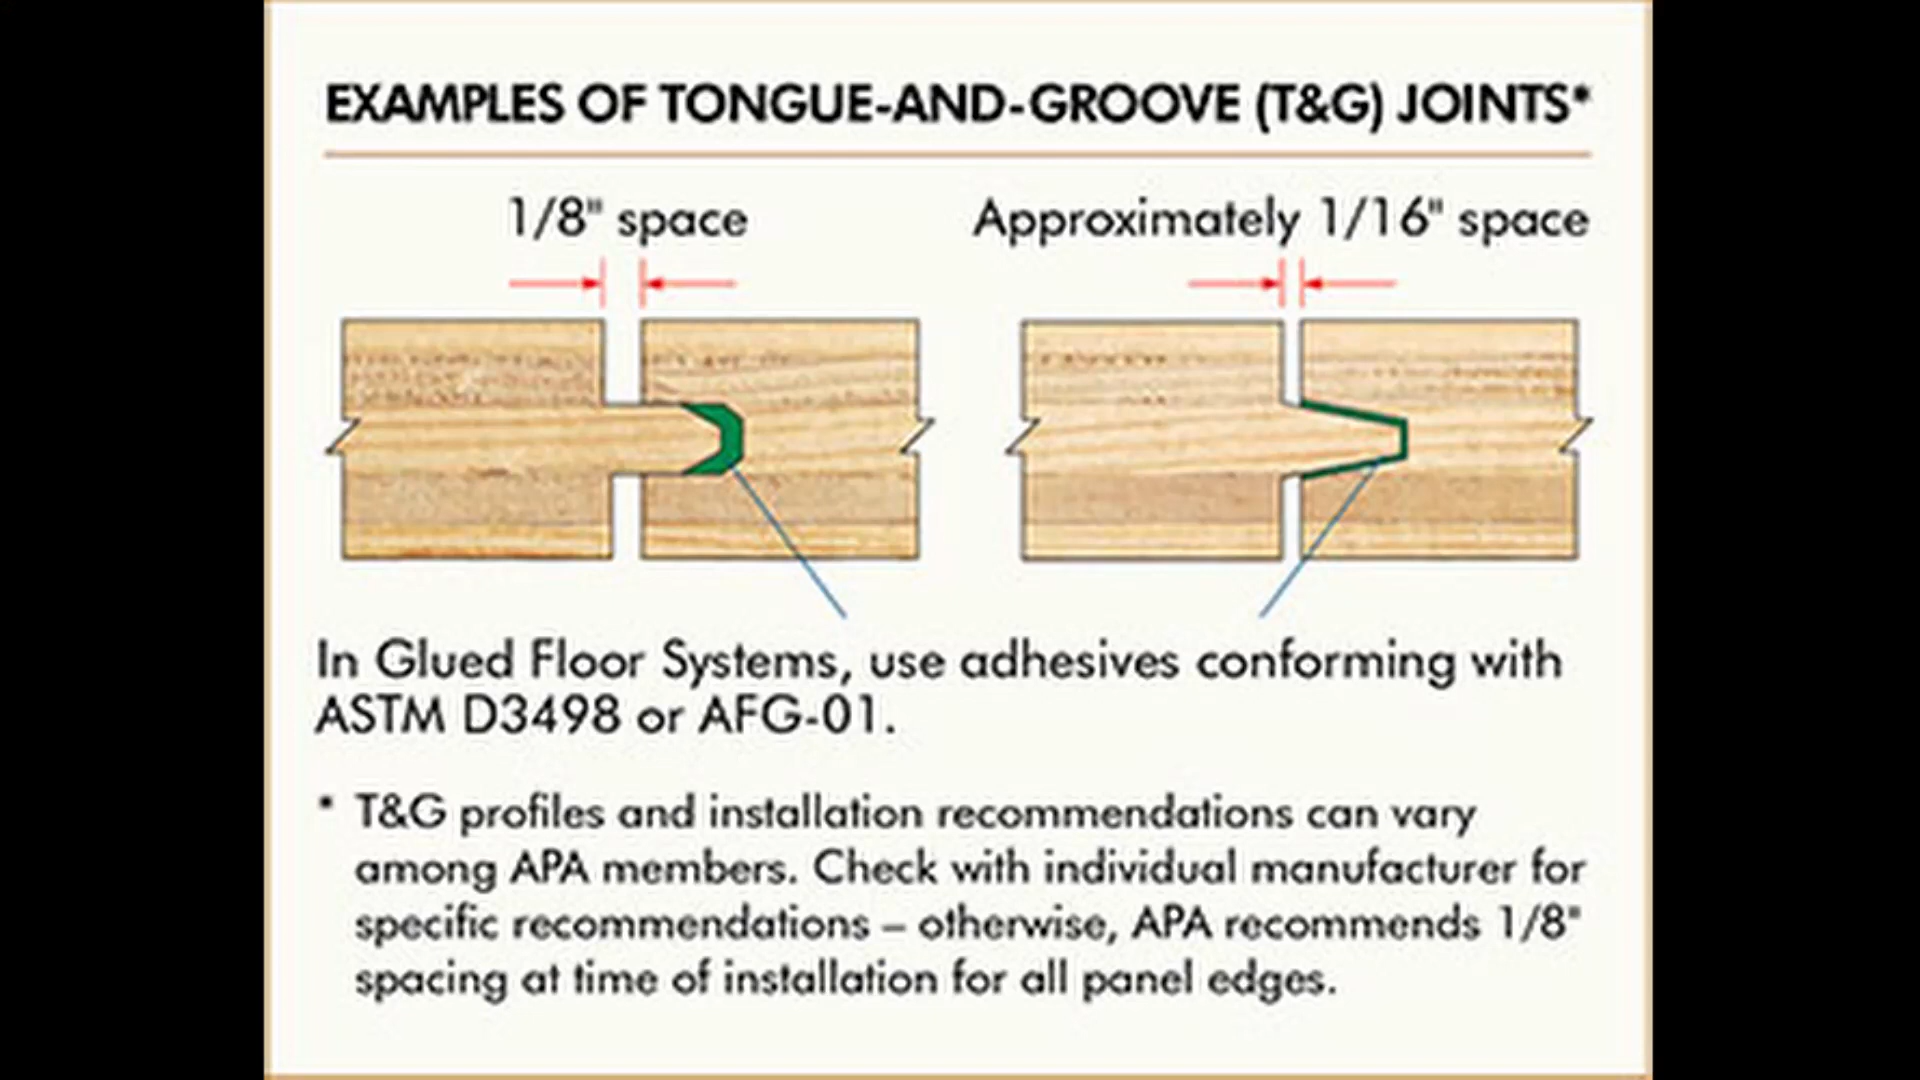 EXAMPLES OF TONGUE-AND-GROOVE (T&G) JOINTS*
1/8" space
Approximately 1/16" space
In Glued Floor Systems, use adhesives conforming with
ASTM D3498 or AFG-01.
* T&G profiles and installation recommendations can vary
among APA members. Check with individual manufacturer for
specific recommendations – otherwise, APA recommends 1/8"
spacing at time of installation for all panel edges.